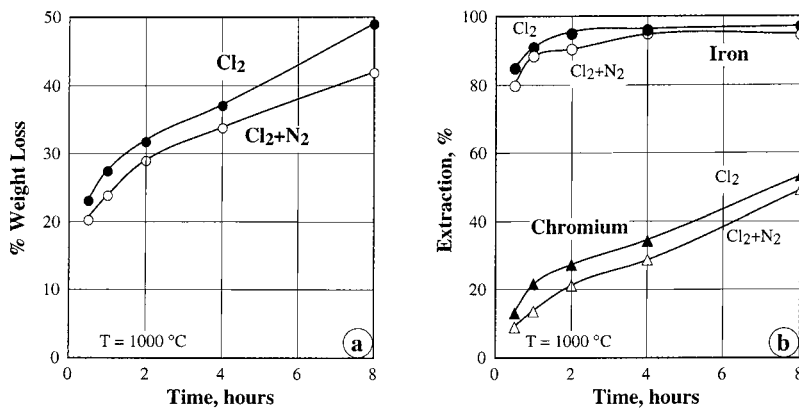 50
40
30
20
10
0
% Weight Loss
Cl2
Cl2+N2
T = 1000 °C
a
0 2 4 6 8
Time, hours
100
80
60
40
20
0
Extraction, %
Cl2
Cl2+N2
Iron
Cl2
Chromium
Cl2+N2
T = 1000 °C
b
0 2 4 6 8
Time, hours